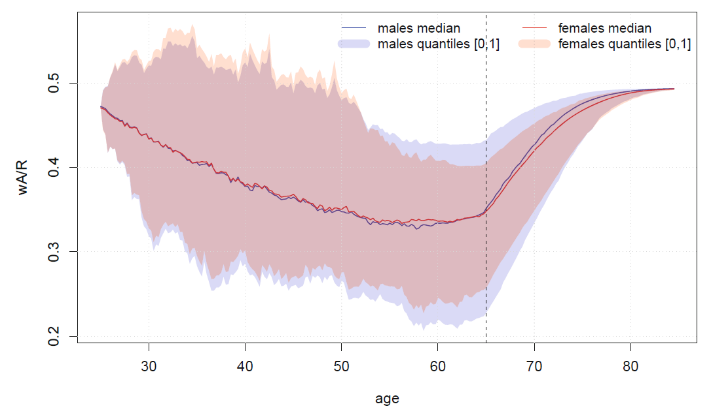 males median
females median
males quantiles [0,1]
females quantiles [0,1]
0.5
0.4
0.3
0.2
wA/R
30 40 50 60 70 80
age